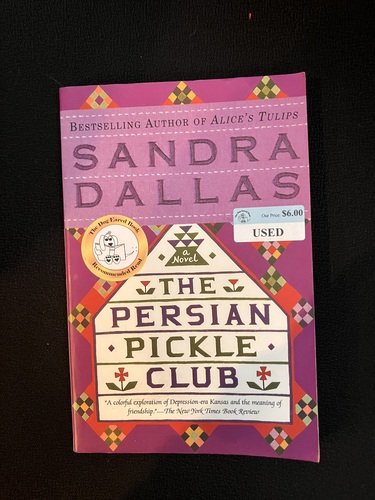 BESTSELLING AUTHOR OF ALICE'S TULIPS
SANDRA
DALLAS
Our Price: $6.00
USED
The Dog Eared Book
Recommended Read
a
Novel
THE
PERSIAN
PICKLE
CLUB
"A colorful exploration of Depression-era Kansas and the meaning of
friendship."—The New York Times Book Review